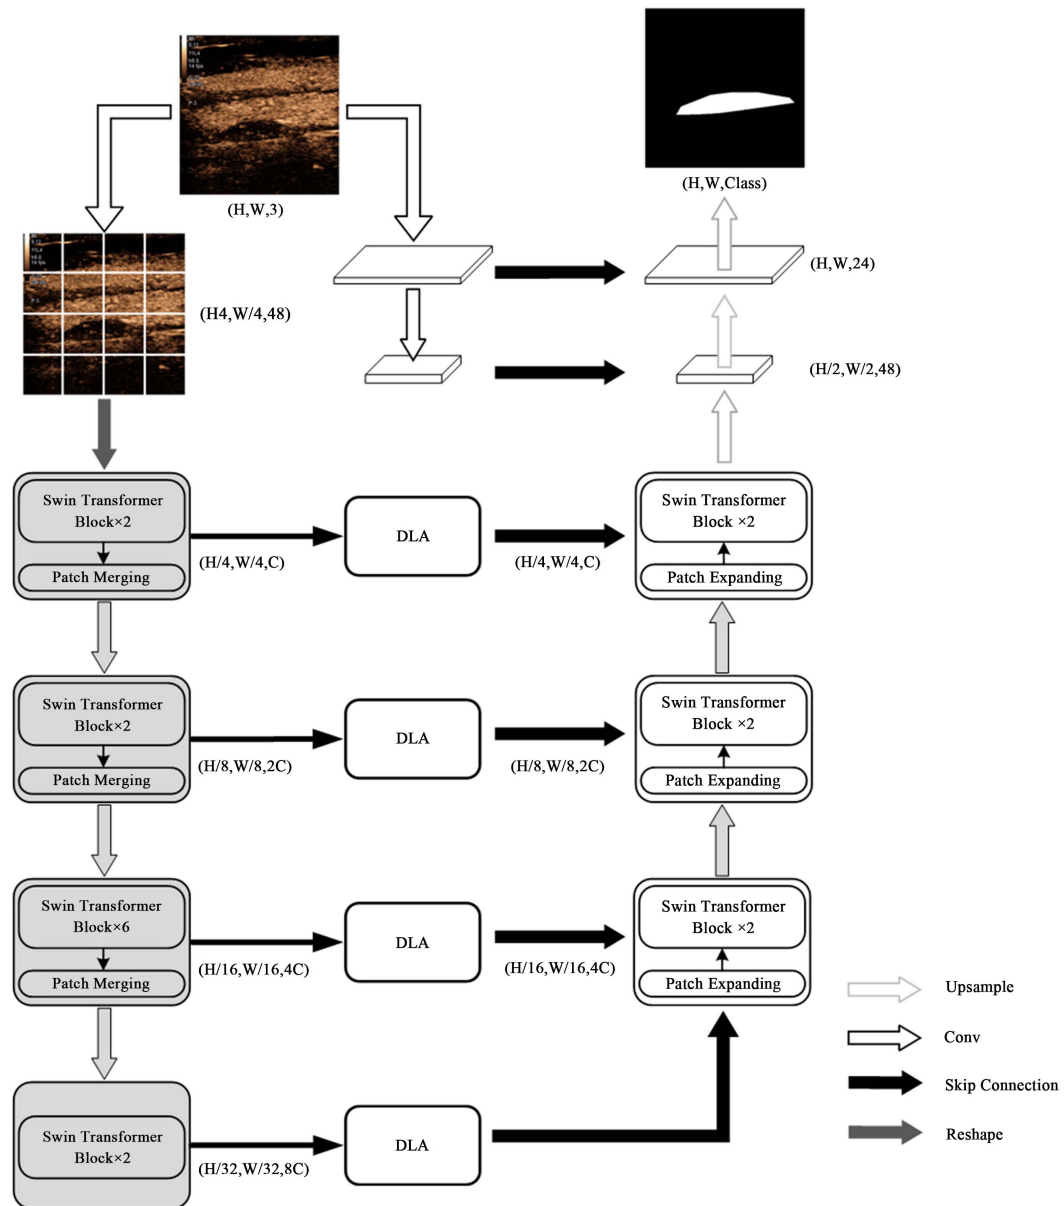 (H,W,3)
(H,W,Class)
(H4,W/4,48)
(H,W,24)
(H/2,W/2,48)
Swin Transformer
Block×2
Patch Merging
(H/4,W/4,C)
DLA
(H/4,W/4,C)
Swin Transformer
Block ×2
Patch Expanding
Swin Transformer
Block×2
Patch Merging
(H/8,W/8,2C)
DLA
(H/8,W/8,2C)
Swin Transformer
Block ×2
Patch Expanding
Swin Transformer
Block×6
Patch Merging
(H/16,W/16,4C)
DLA
(H/16,W/16,4C)
Swin Transformer
Block ×2
Patch Expanding
Swin Transformer
Block×2
(H/32,W/32,8C)
DLA
Upsample
Conv
Skip Connection
Reshape